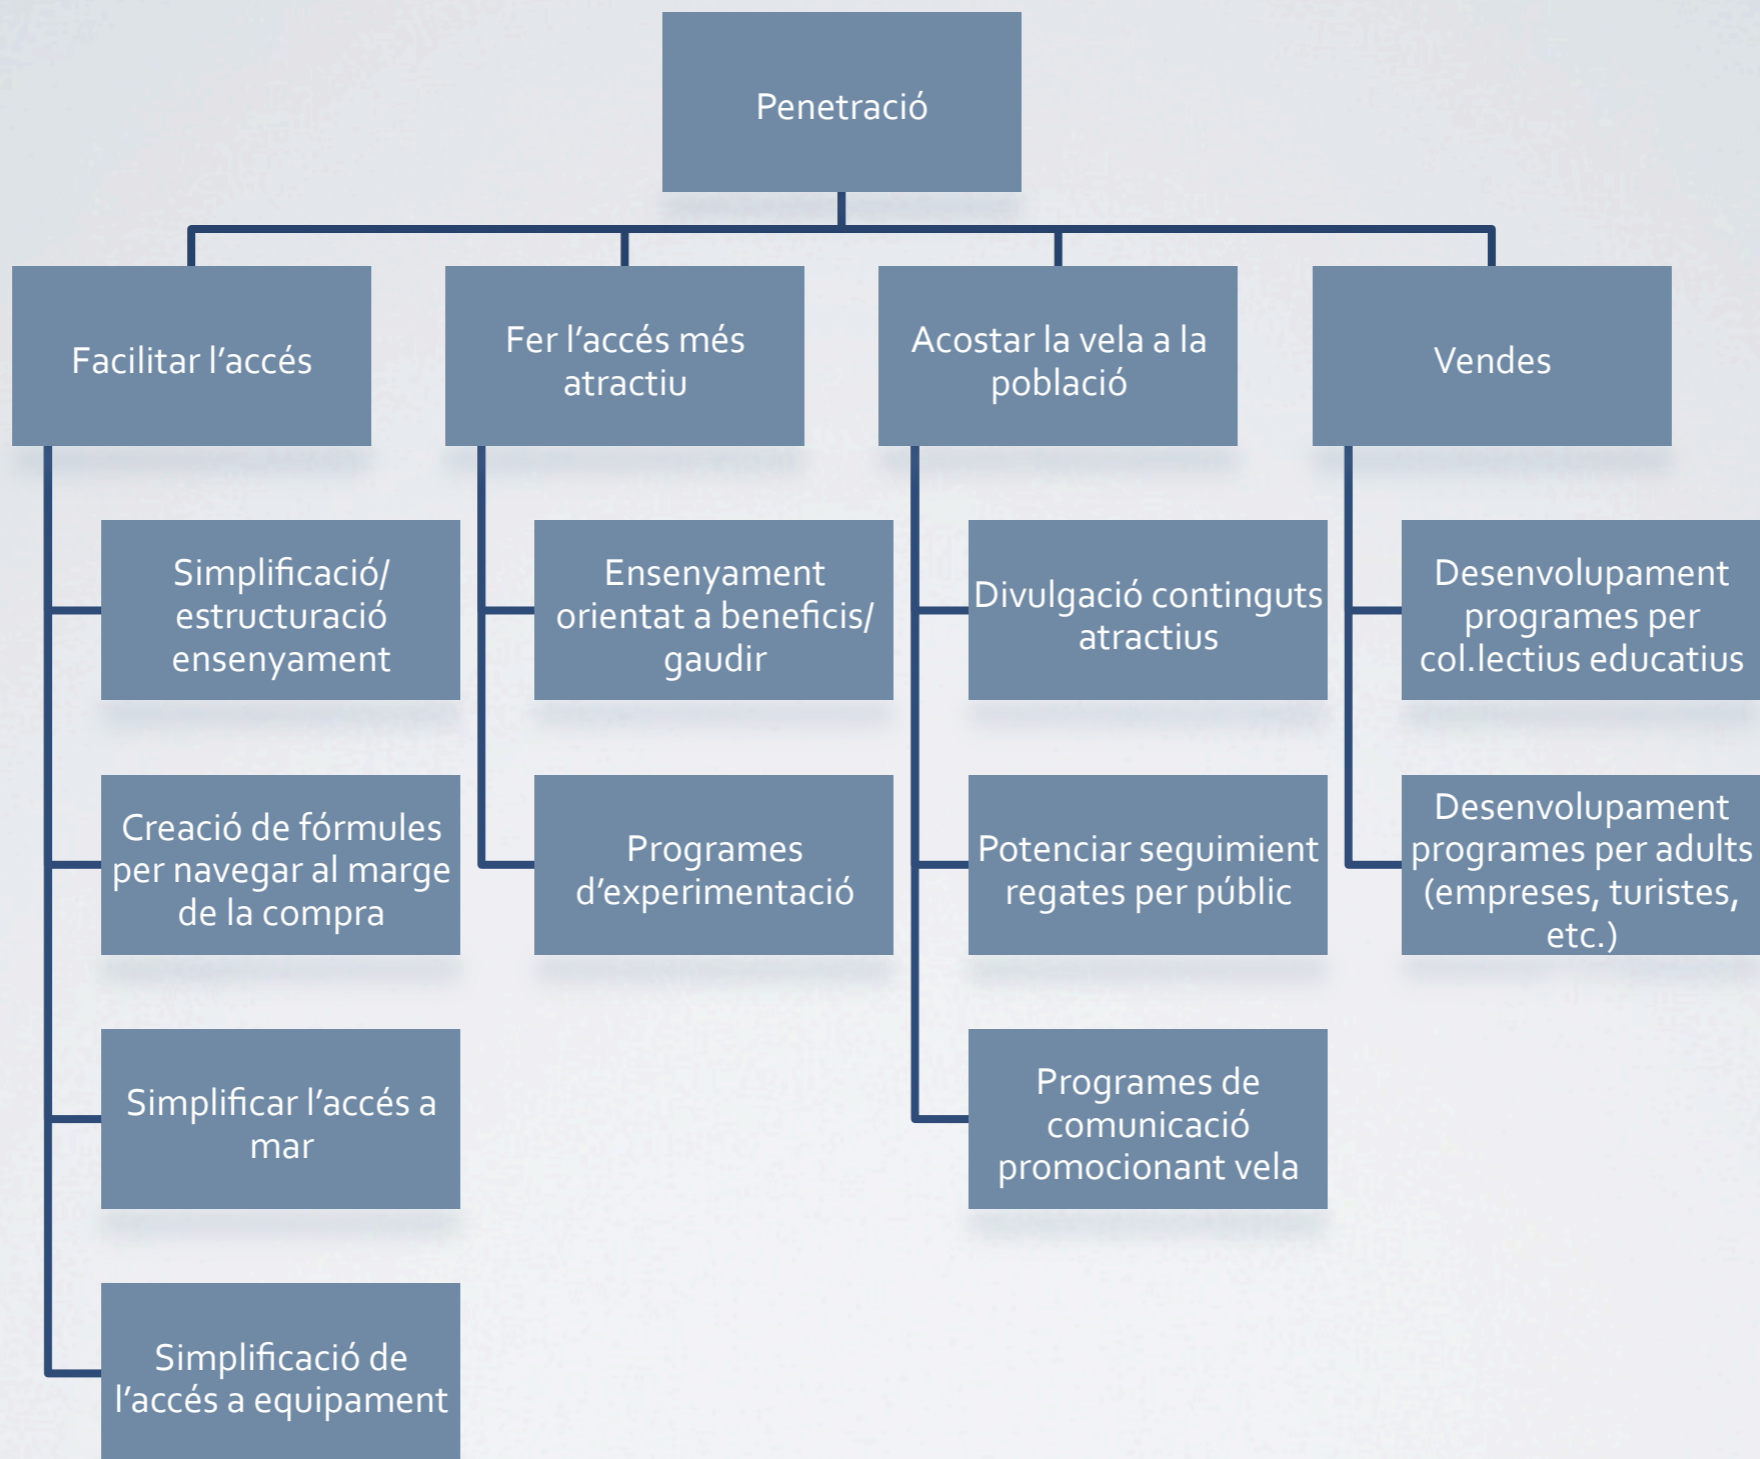 Penetració
Facilitar l’accés
Simplificació/
estructuració
ensenyament
Creació de fórmules
per navegar al marge
de la compra
Simplificar l’accés a
mar
Simplificació de
l’accés a equipament
Fer l’accés més
atractiu
Ensenyament
orientat a beneficis/
gaudir
Programes
d’experimentació
Acostar la vela a la
població
Divulgació continguts
atractius
Potenciar seguimient
regates per públic
Programes de
comunicació
promocionant vela
Vendes
Desenvolupament
programes per
col.lectius educatius
Desenvolupament
programes per adults
(empreses, turistes,
etc.)